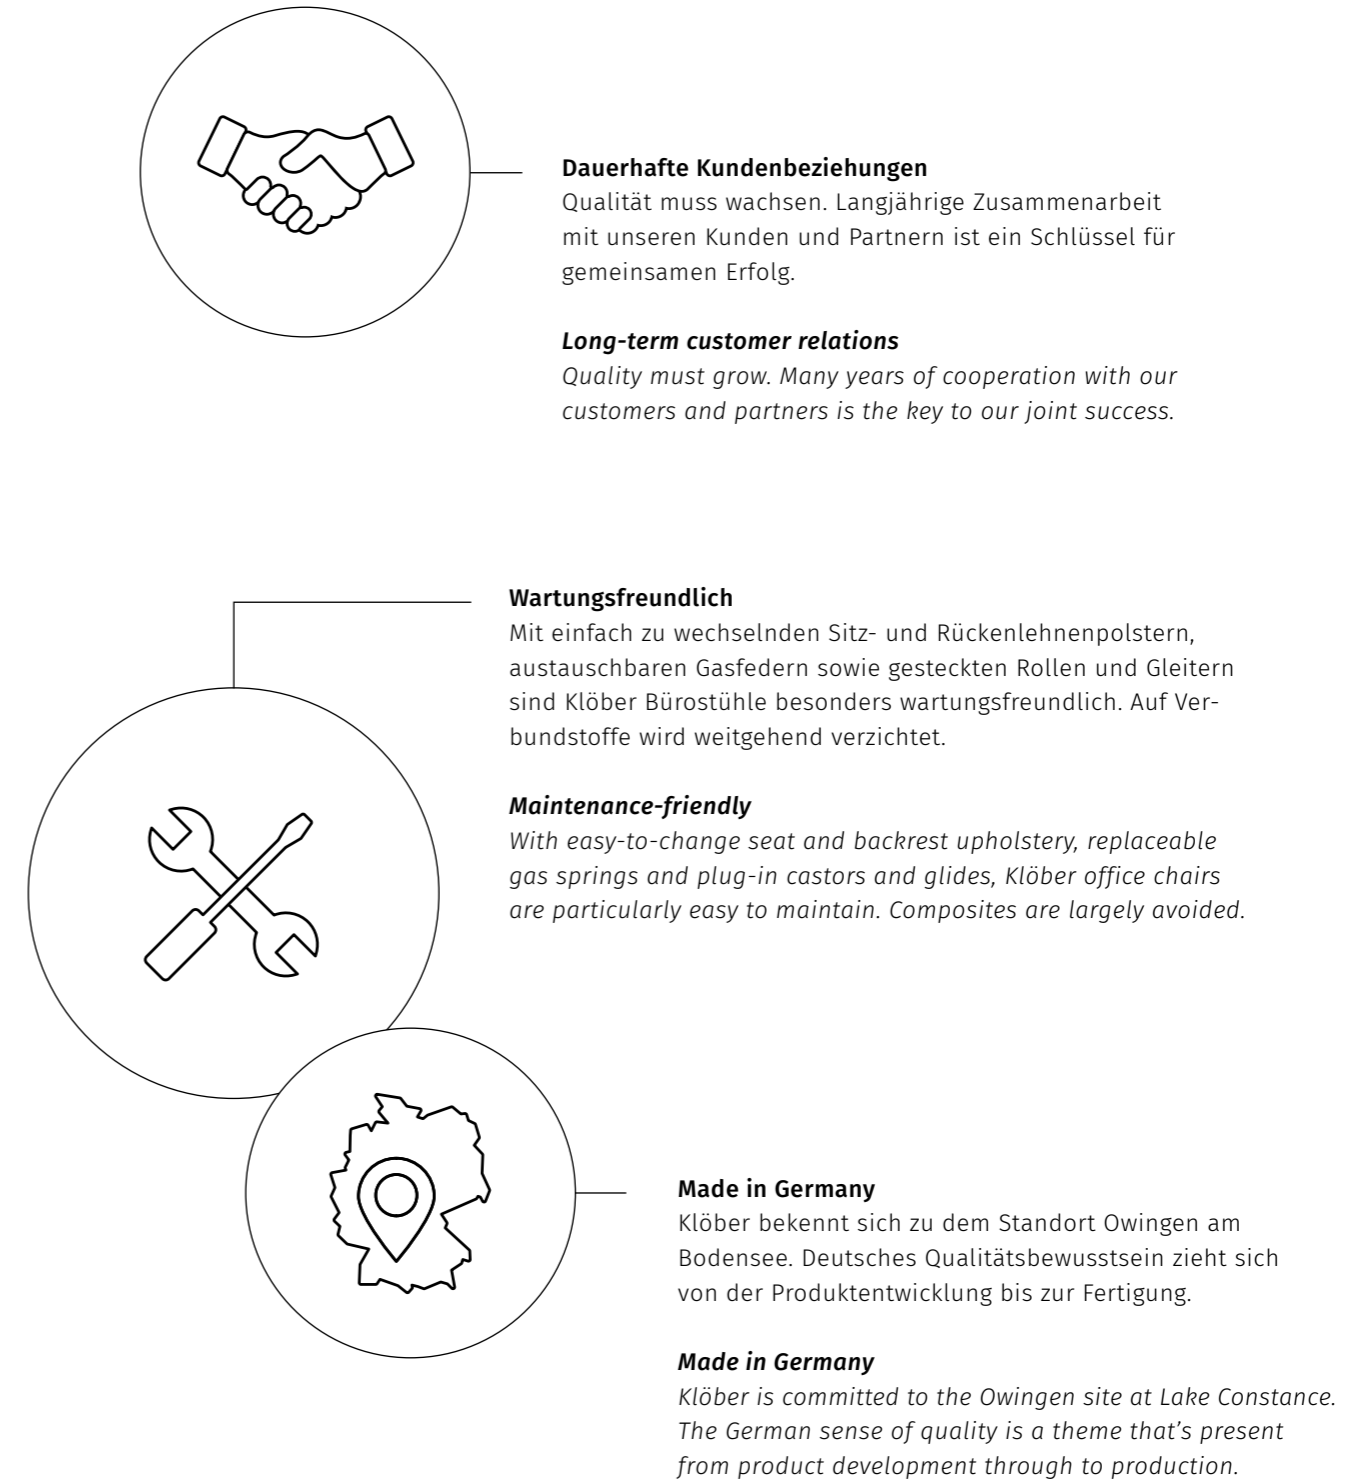 Dauerhafte Kundenbeziehungen
Qualität muss wachsen. Langjährige Zusammenarbeit
mit unseren Kunden und Partnern ist ein Schlüssel für
gemeinsamen Erfolg.
Long-term customer relations
Quality must grow. Many years of cooperation with our
customers and partners is the key to our joint success.
Wartungsfreundlich
Mit einfach zu wechselnden Sitz- und Rückenlehnenpolstern,
austauschbaren Gasfedern sowie gesteckten Rollen und Gleitern
sind Klöber Bürostühle besonders wartungsfreundlich. Auf Ver-
bundstoffe wird weitgehend verzichtet.
Maintenance-friendly
With easy-to-change seat and backrest upholstery, replaceable
gas springs and plug-in castors and glides, Klöber office chairs
are particularly easy to maintain. Composites are largely avoided.
Made in Germany
Klöber bekennt sich zu dem Standort Owingen am
Bodensee. Deutsches Qualitätsbewusstsein zieht sich
von der Produktentwicklung bis zur Fertigung.
Made in Germany
Klöber is committed to the Owingen site at Lake Constance.
The German sense of quality is a theme that’s present
from product development through to production.